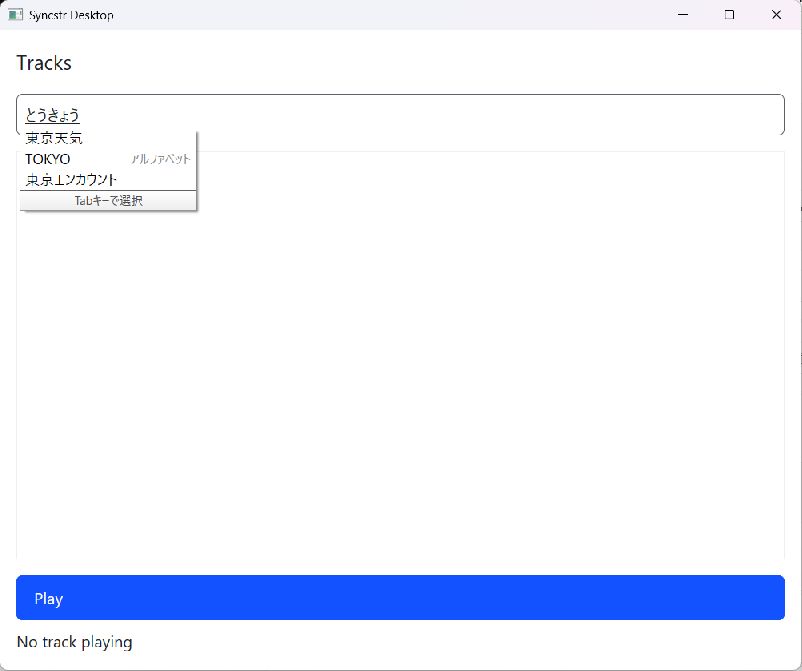 Syncstr Desktop
Tracks
とうきょう
東京天気
TOKYO アルファベット
東京エンカウント
Tabキーで選択
Play
No track playing